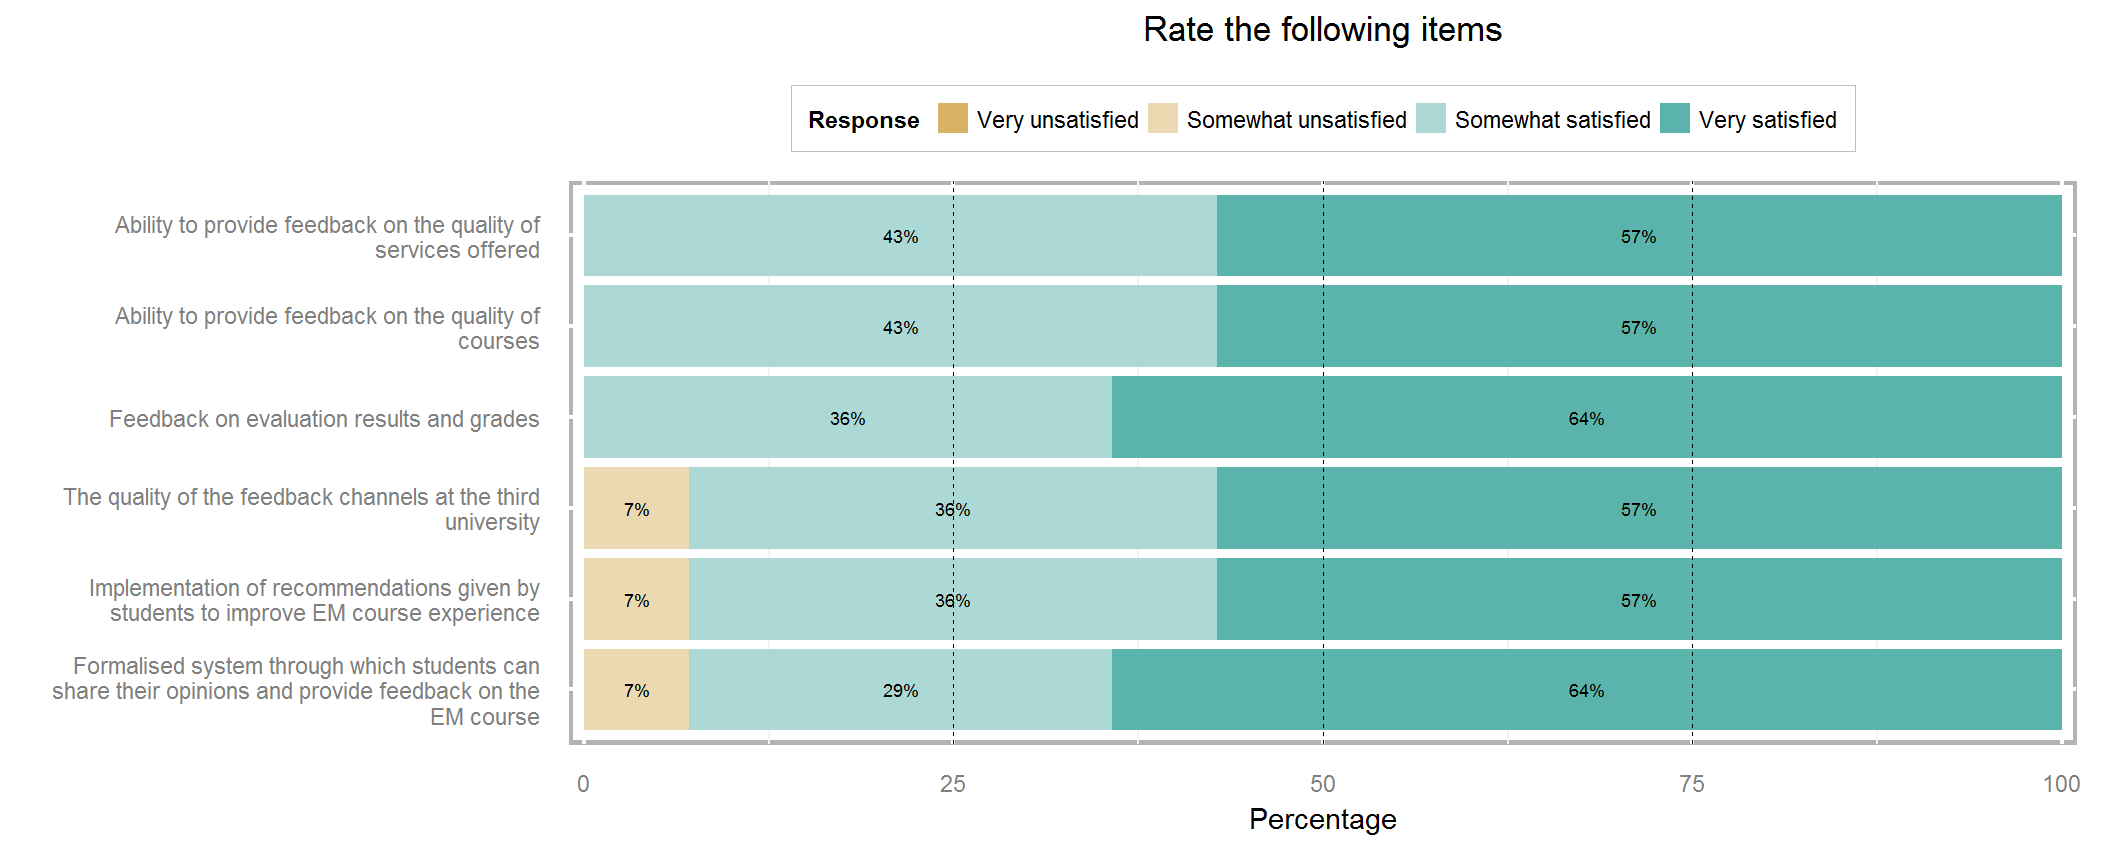 Rate the following items
Response Very unsatisfied Somewhat unsatisfied Somewhat satisfied Very satisfied
Ability to provide feedback on the quality of
services offered
43% 57%
Ability to provide feedback on the quality of
courses
43% 57%
Feedback on evaluation results and grades
36% 64%
The quality of the feedback channels at the third
university
7% 36% 57%
Implementation of recommendations given by
students to improve EM course experience
7% 36% 57%
Formalised system through which students can
share their opinions and provide feedback on the
EM course
7% 29% 64%
0 25 50 75 100
Percentage